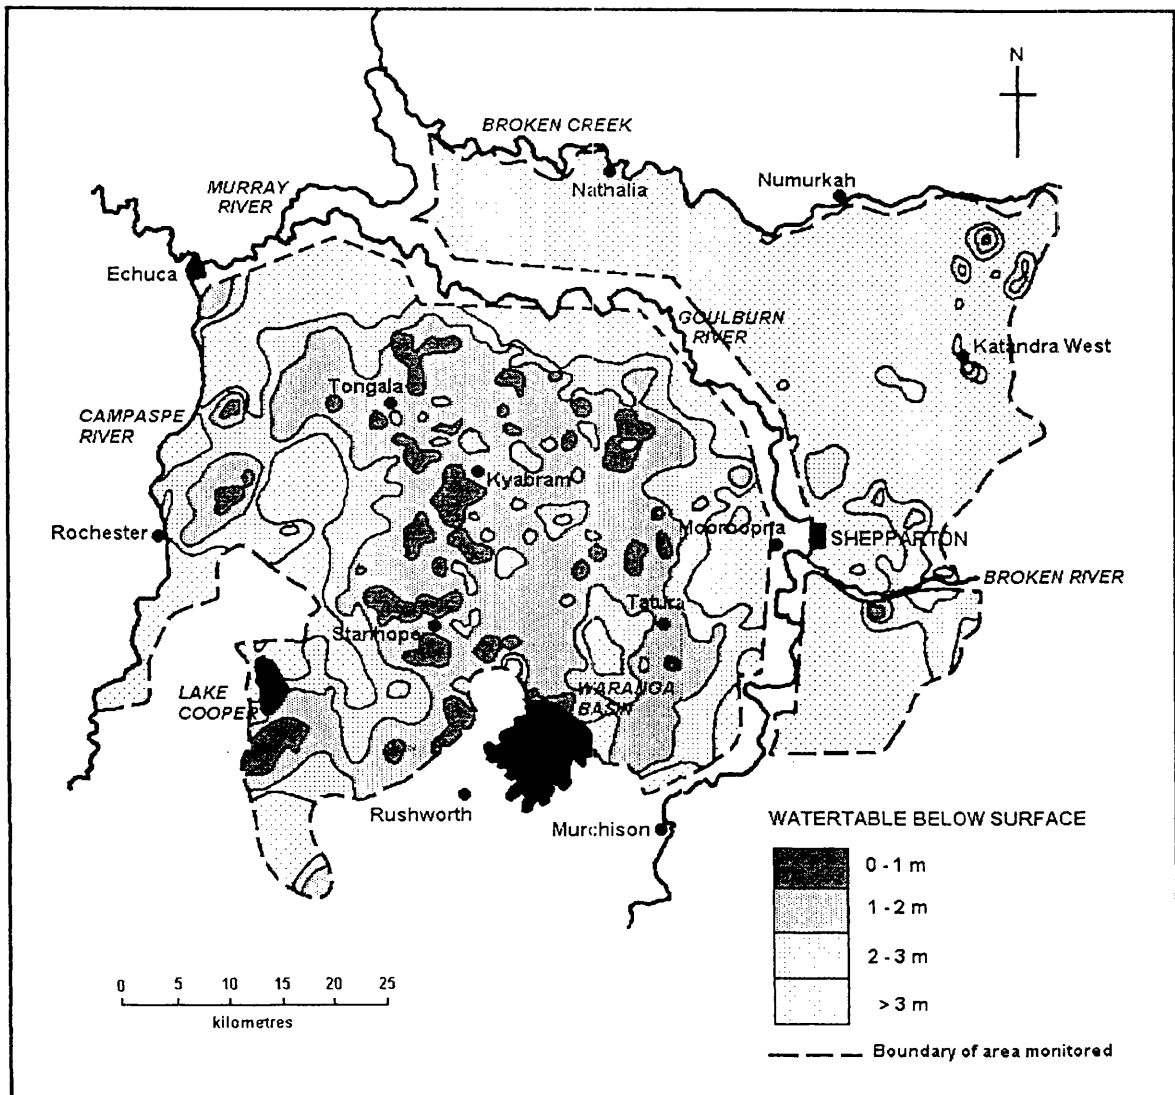 N
BROKEN CREEK
Nathalia
Numurkah
MURRAY
RIVER
Echuca
GOULBURN
RIVER
Katandra West
Tongala
CAMPASPE
RIVER
Kyabram
Rochester
Mooroopna
SHEPPARTON
BROKEN RIVER
Tatura
Stanhope
LAKE
COOPER
WARANGA
BASIN
Rushworth
Murchison
WATERTABLE BELOW SURFACE
0 - 1 m
1 - 2 m
2 - 3 m
> 3 m
Boundary of area monitored
0 5 10 15 20 25
kilometres